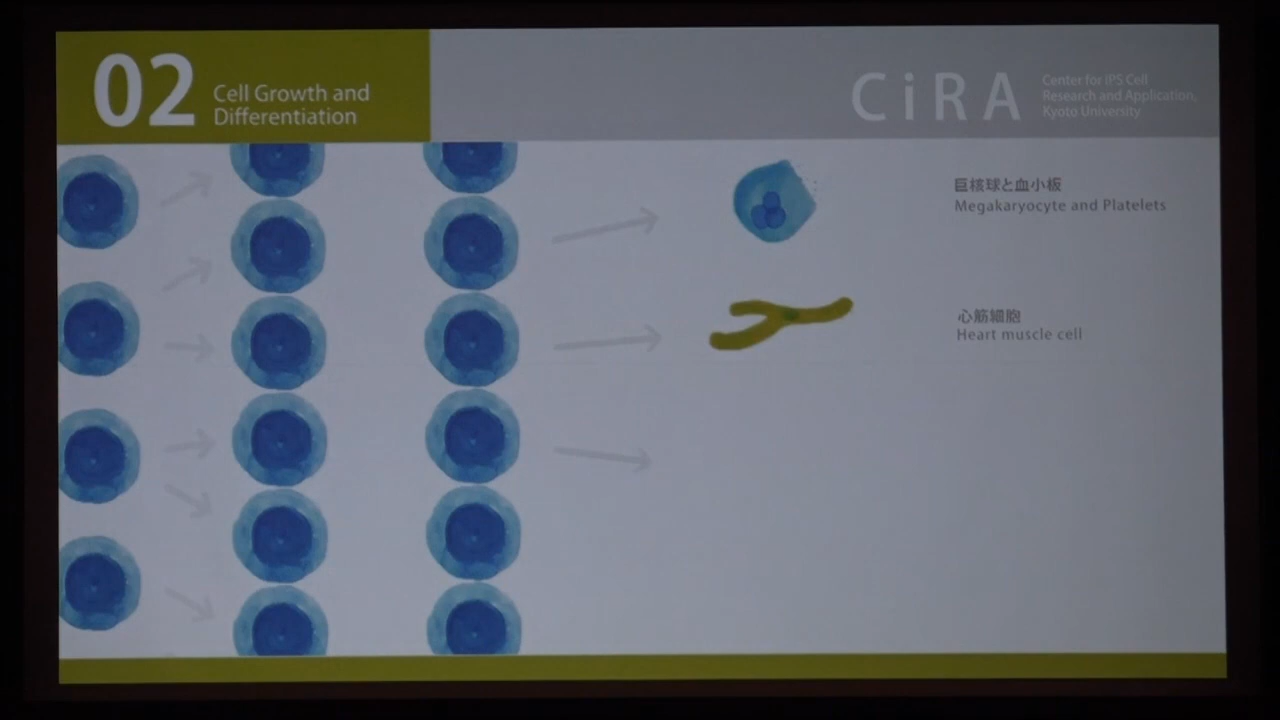 02
Cell Growth and
Differentiation
CiRA
Center for iPS Cell
Research and Application,
Kyoto University
巨核球と血小板
Megakaryocyte and Platelets
心筋細胞
Heart muscle cell